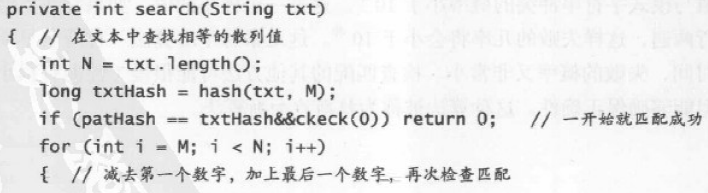 private int search(String txt)
{ // 在文本中查找相等的散列值
int N = txt.length();
long txtHash = hash(txt, M);
if (patHash == txtHash&&ckeck(0)) return 0; // 一开始就匹配成功
for (int i = M; i < N; i++)
{ // 减去第一个数字，加上最后一个数字，再次检查匹配